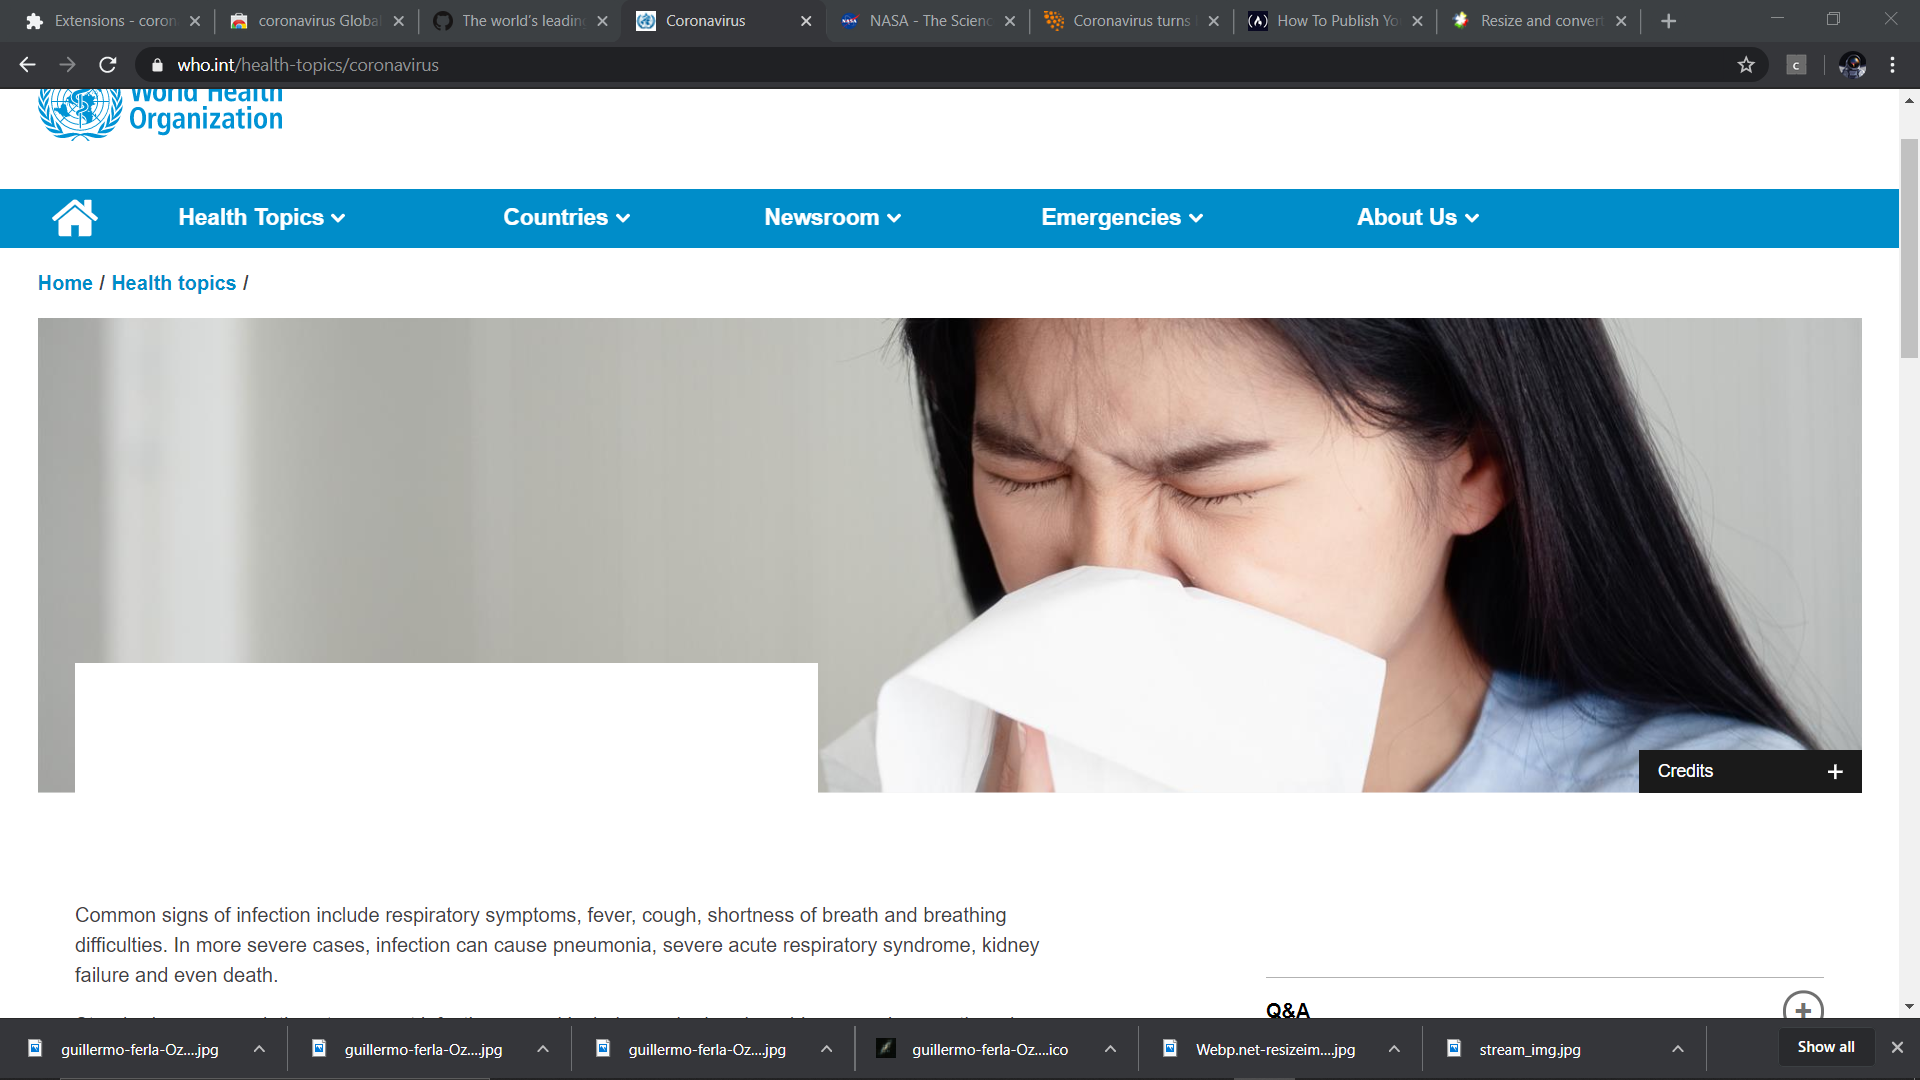 Extensions - coron
coronavirus Global
The world's leading
Coronavirus
NASA - The Scienc
Coronavirus turns
How To Publish Yo
Resize and convert
who.int/health-topics/coronavirus
c
World Health
Organization
Health Topics
Countries
Newsroom
Emergencies
About Us
Home / Health topics /
Credits
Common signs of infection include respiratory symptoms, fever, cough, shortness of breath and breathing
difficulties. In more severe cases, infection can cause pneumonia, severe acute respiratory syndrome, kidney
failure and even death.
Q&A
guillermo-ferla-Oz....jpg
guillermo-ferla-Oz....jpg
guillermo-ferla-Oz....jpg
guillermo-ferla-Oz....ico
Webp.net-resizeim....jpg
stream_img.jpg
Show all